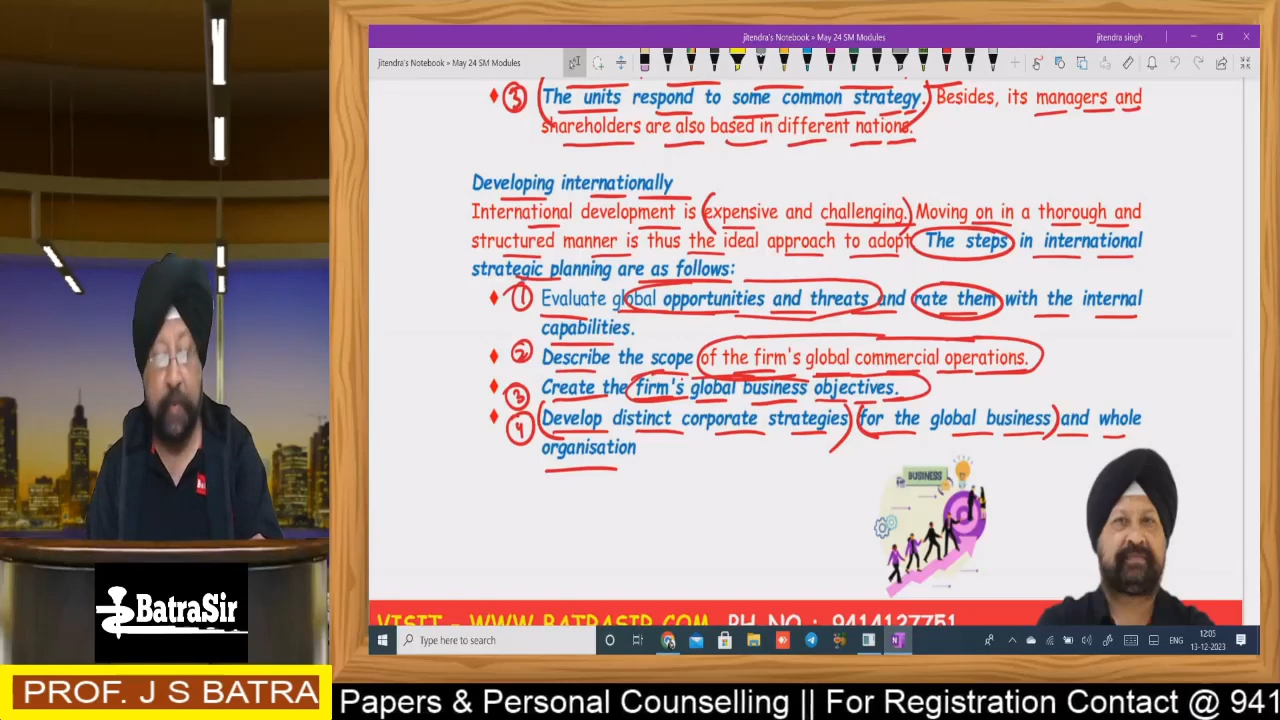 jitendra's Notebook » May 24 SM Modules
jitendra singh
jitendra's Notebook » May 24 SM Modules
3 The units respond to some common strategy. Besides, its managers and
shareholders are also based in different nations.
Developing internationally
International development is expensive and challenging. Moving on in a thorough and
structured manner is thus the ideal approach to adopt. The steps in international
strategic planning are as follows:
1 Evaluate global opportunities and threats and rate them with the internal
capabilities.
2 Describe the scope of the firm's global commercial operations.
3 Create the firm's global business objectives.
4 Develop distinct corporate strategies for the global business and whole
organisation
BUSINESS
VISIT - WWW.BATRASIR.COM PH NO.: 9414127751
Type here to search
ENG
12:05
13-12-2023
BatraSir
PROF. J S BATRA
Papers & Personal Counselling || For Registration Contact @ 941